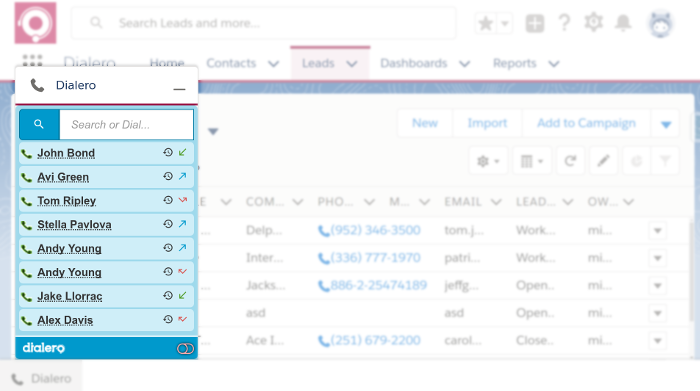 Search Leads and more...
Dialero Home Contacts Leads Dashboards Reports
Dialero
Search or Dial...
John Bond
Avi Green
Tom Ripley
Stella Pavlova
Andy Young
Andy Young
Jake Llorrac
Alex Davis
dialero
New Import Add to Campaign
LE COM... PHO... M... EMAIL LEAD... OW...
... Delp... (952) 346-3500 tom.j... Work... mi...
... Inter... (336) 777-1970 patri... Work... mi...
... Jacks... 886-2-25474189 jeffg... Open... mi...
asd asd Open.. mi...
... Ace I... (251) 679-2200 carol... Close... mi...
Dialero